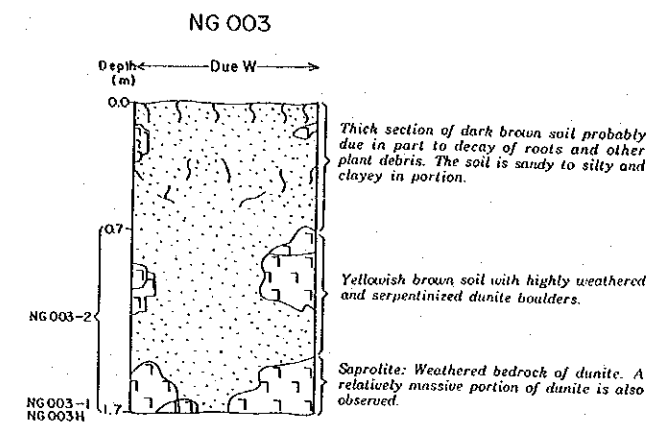 NG 003
Depth Due W
(m)
0.0
Thick section of dark brown soil probably
due in part to decay of roots and other
plant debris. The soil is sandy to silty and
clayey in portion.
0.7
Yellowish brown soil with highly weathered
and serpentinized dunite boulders.
NG 003-2
Saprolite: Weathered bedrock of dunite. A
relatively massive portion of dunite is also
observed.
NG 003-1
NG 003H 1.7